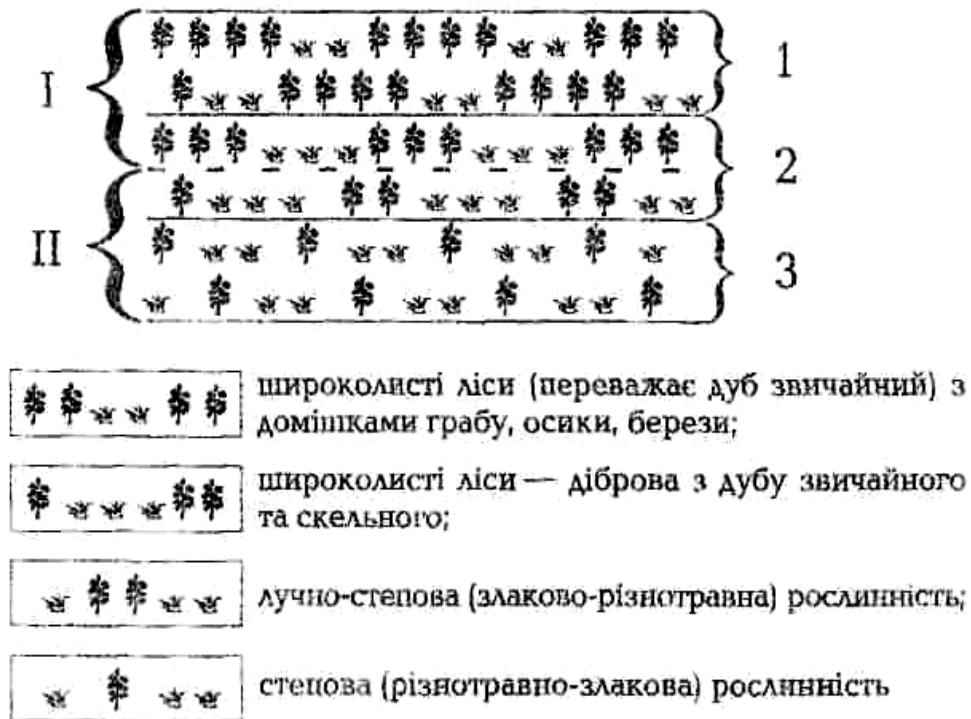 I
II
1
2
3
широколисті ліси (переважає дуб звичайний) з
домішками грабу, осики, берези;
широколисті ліси — діброва з дубу звичайного
та скельного;
лучно-степова (злаково-різнотравна) рослинність;
степова (різнотравно-злакова) рослинність